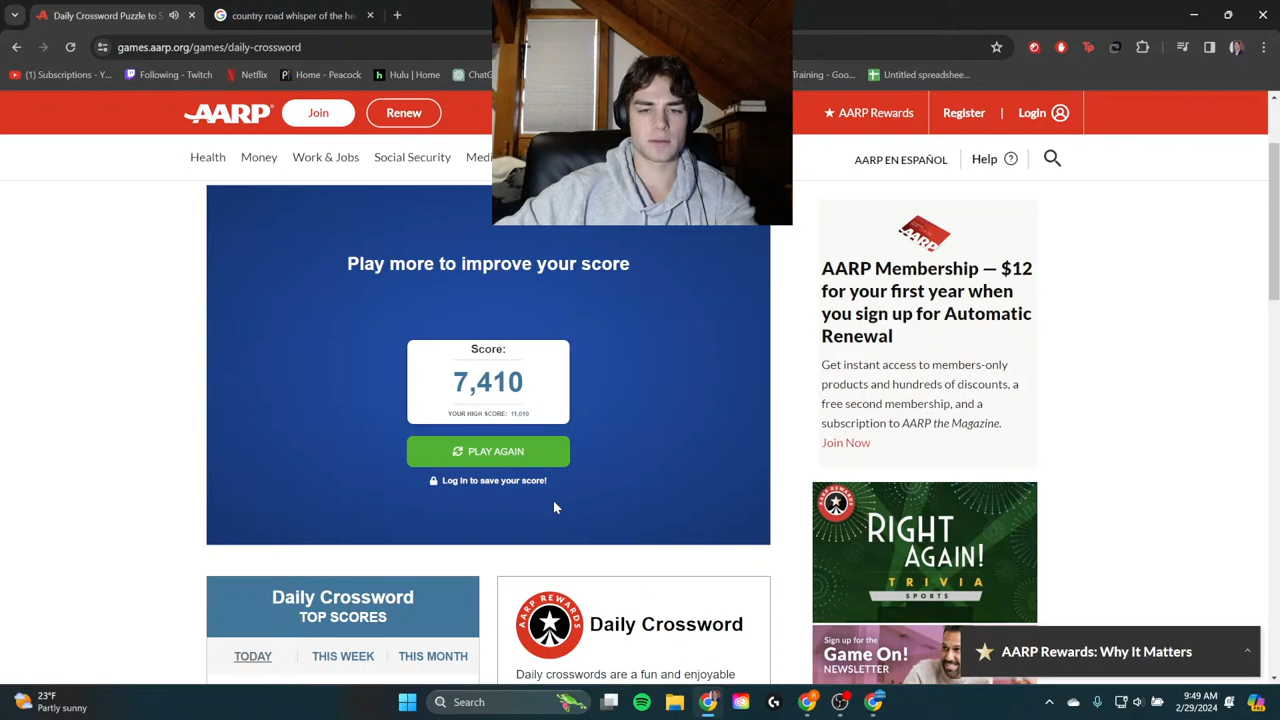 Daily Crossword Puzzle to S
country road whisper of the he
games.aarp.org/games/daily-crossword
(1) Subscriptions - Y...
Following - Twitch
Netflix
Home - Peacock
Hulu | Home
ChatG
Training - Goo...
Untitled spreadshee...
AARP
Join
Renew
AARP Rewards
Register
Login
Health
Money
Work & Jobs
Social Security
Medi
AARP EN ESPAÑOL
Help
Play more to improve your score
Score:
7,410
YOUR HIGH SCORE: 11,010
PLAY AGAIN
Log In to save your score!
AARP
AARP Membership — $12
for your first year when
you sign up for Automatic
Renewal
Get instant access to members-only
products and hundreds of discounts, a
free second membership, and a
subscription to AARP the Magazine.
Join Now
AARP REWARDS
RIGHT
AGAIN!
TRIVIA
SPORTS
Sign up for the
Game On!
NEWSLETTER
AARP Rewards: Why It Matters
Daily Crossword
TOP SCORES
TODAY
THIS WEEK
THIS MONTH
AARP REWARDS
Daily Crossword
Daily crosswords are a fun and enjoyable
23°F
Partly sunny
Search
9:49 AM
2/29/2024